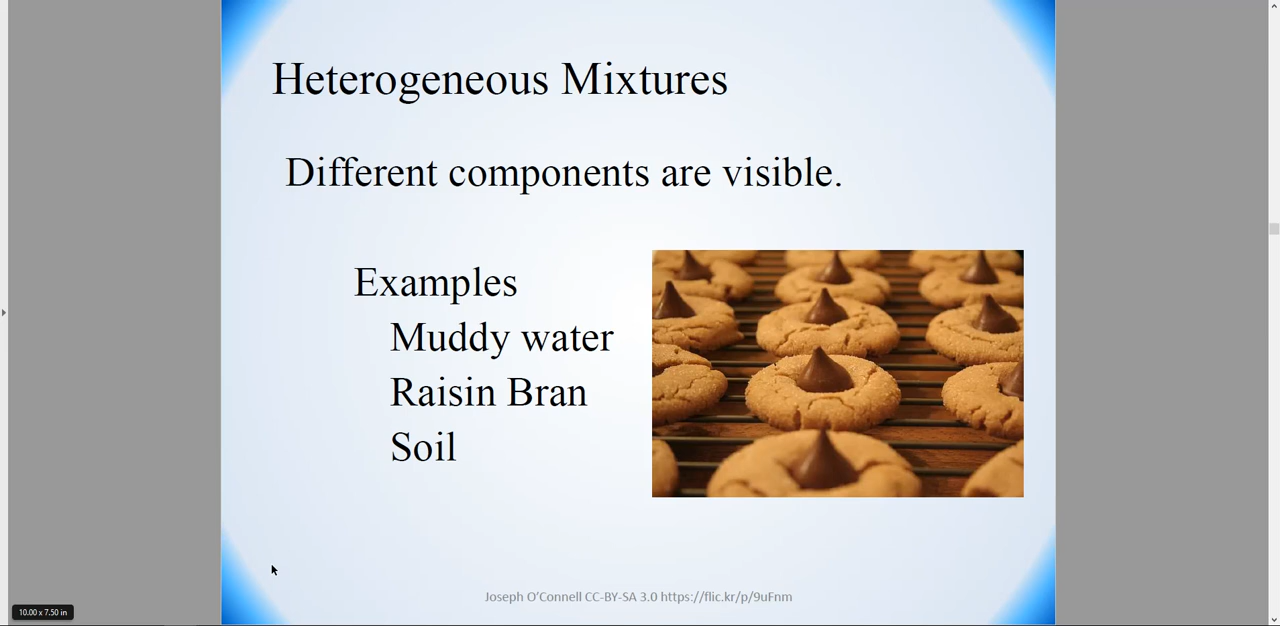 Heterogeneous Mixtures
Different components are visible.
Examples
Muddy water
Raisin Bran
Soil
Joseph O’Connell CC-BY-SA 3.0 https://flic.kr/p/9uFnm
10.00 x 7.50 in